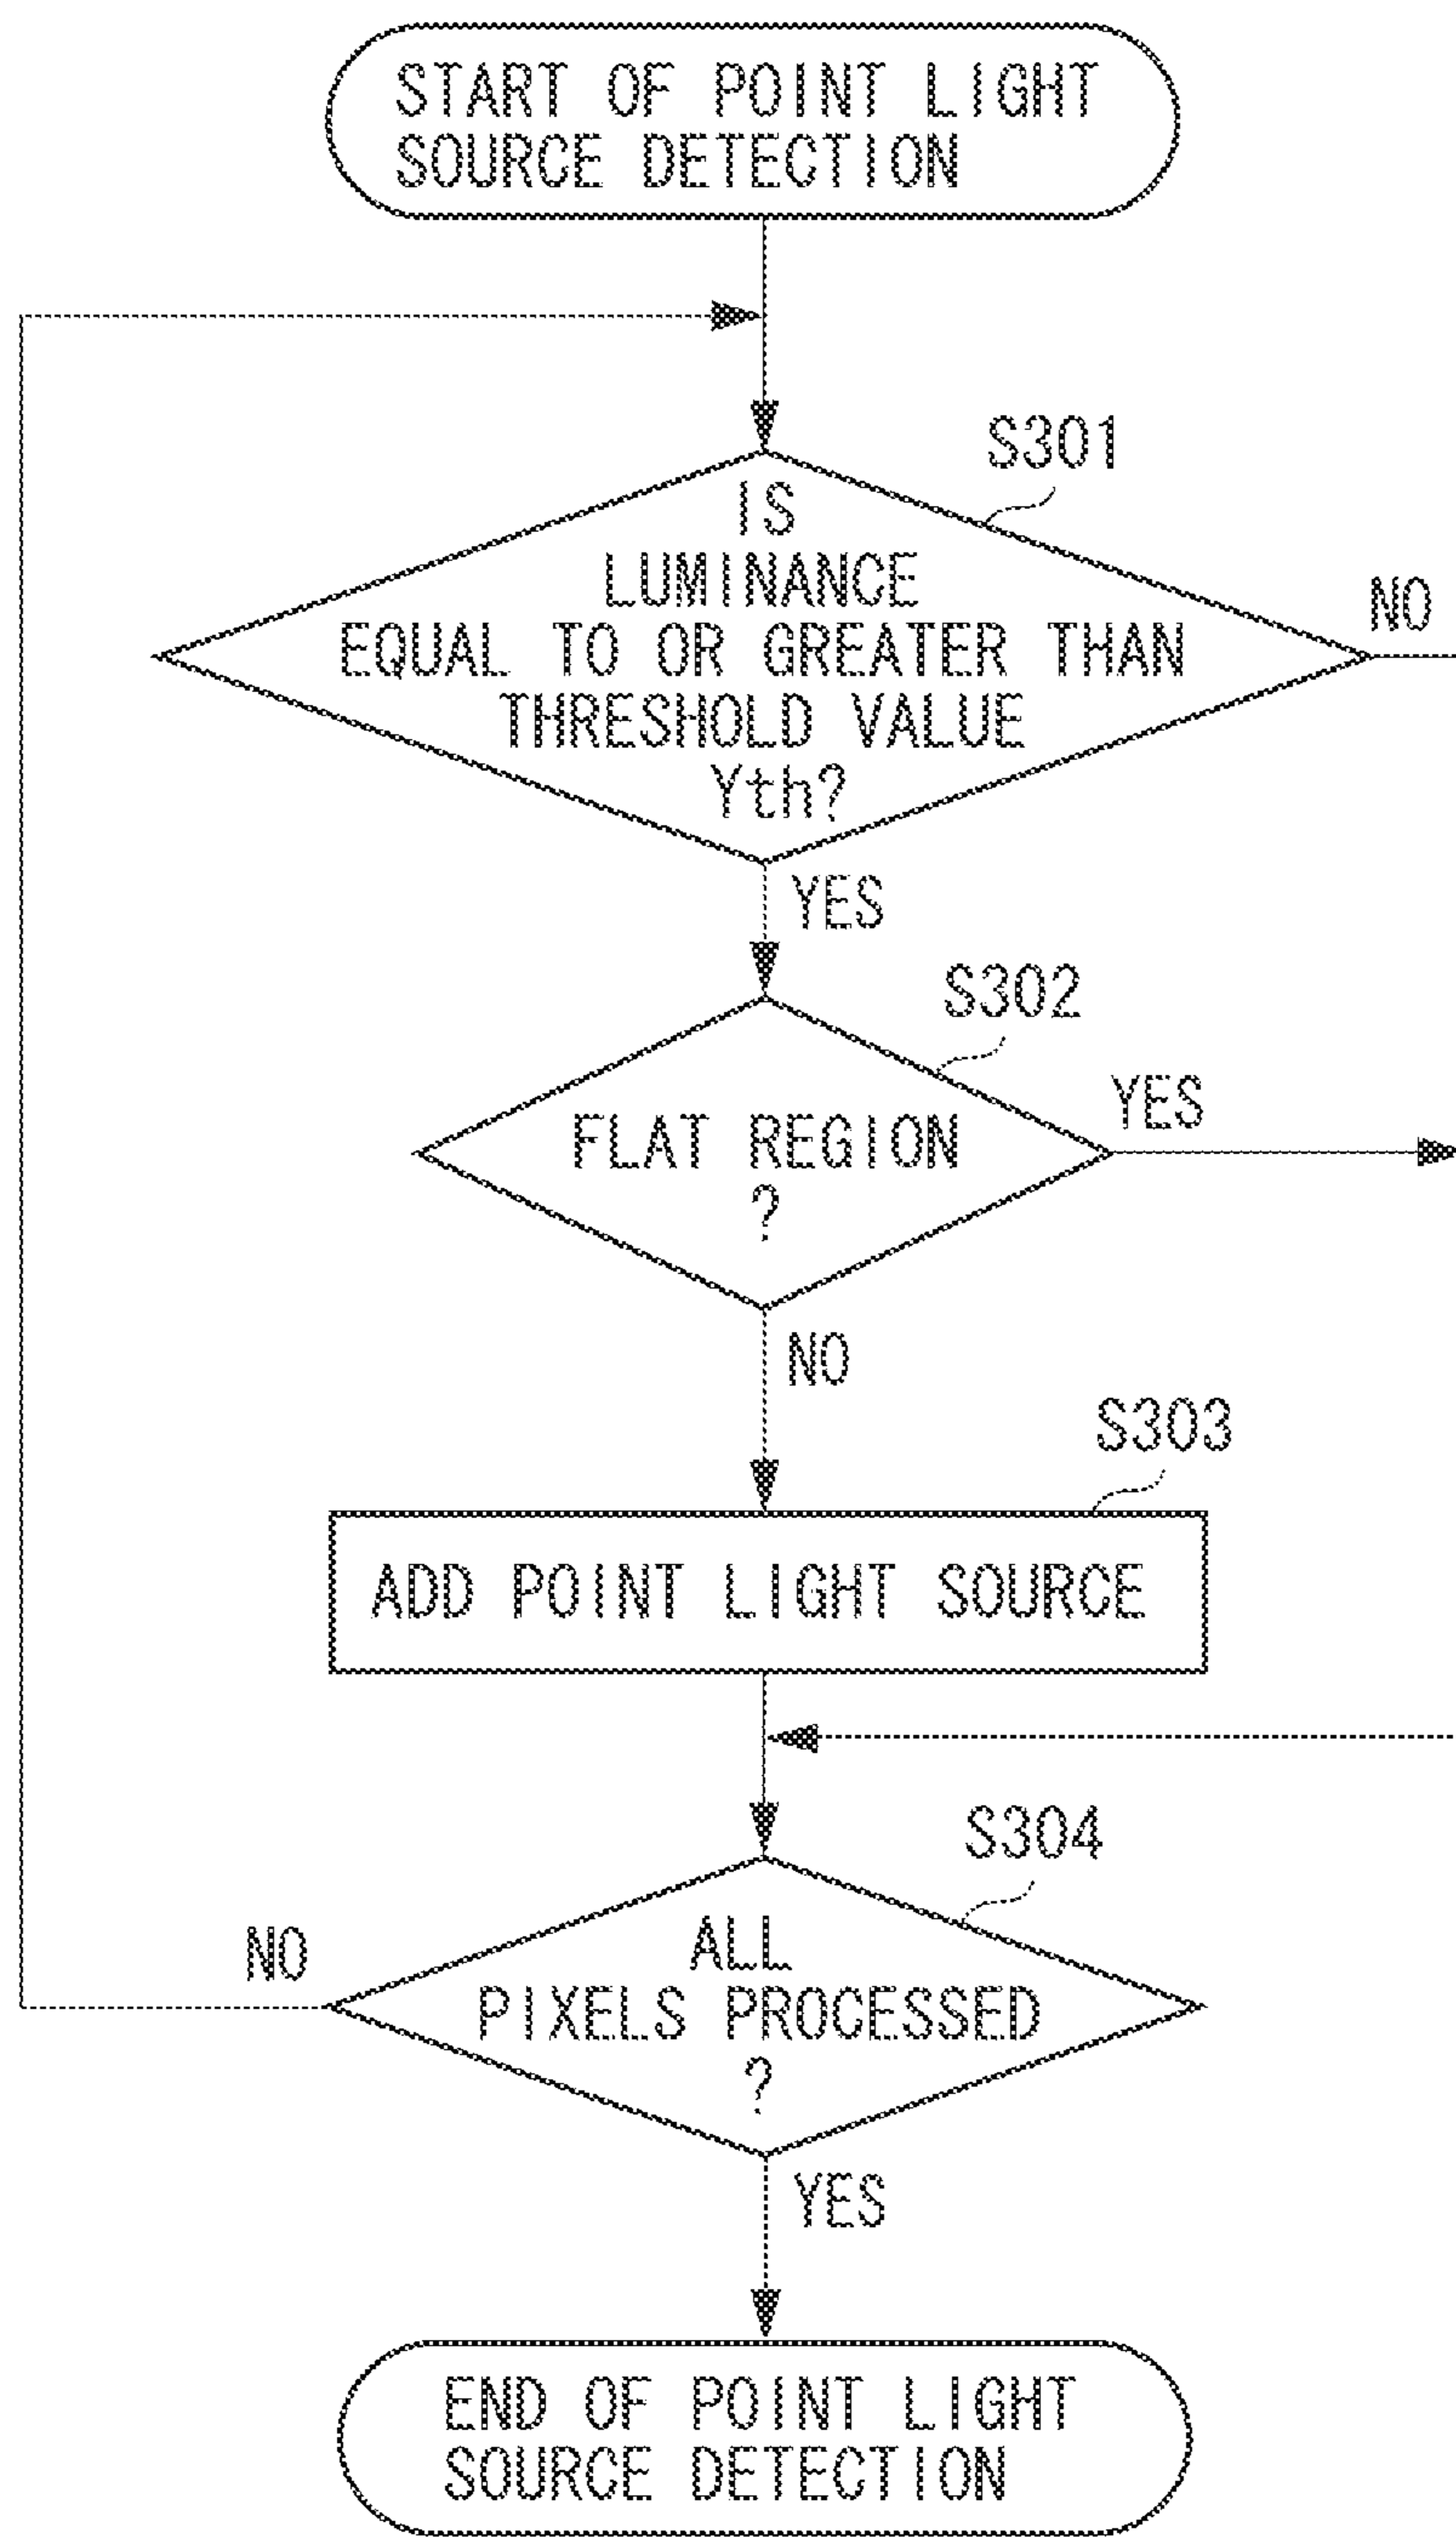 START OF POINT LIGHT
SOURCE DETECTION
S301
IS
LUMINANCE
EQUAL TO OR GREATER THAN
THRESHOLD VALUE
Yth?
NO
YES
S302
FLAT REGION
?
YES
NO
S303
ADD POINT LIGHT SOURCE
S304
ALL
PIXELS PROCESSED
?
NO
YES
END OF POINT LIGHT
SOURCE DETECTION